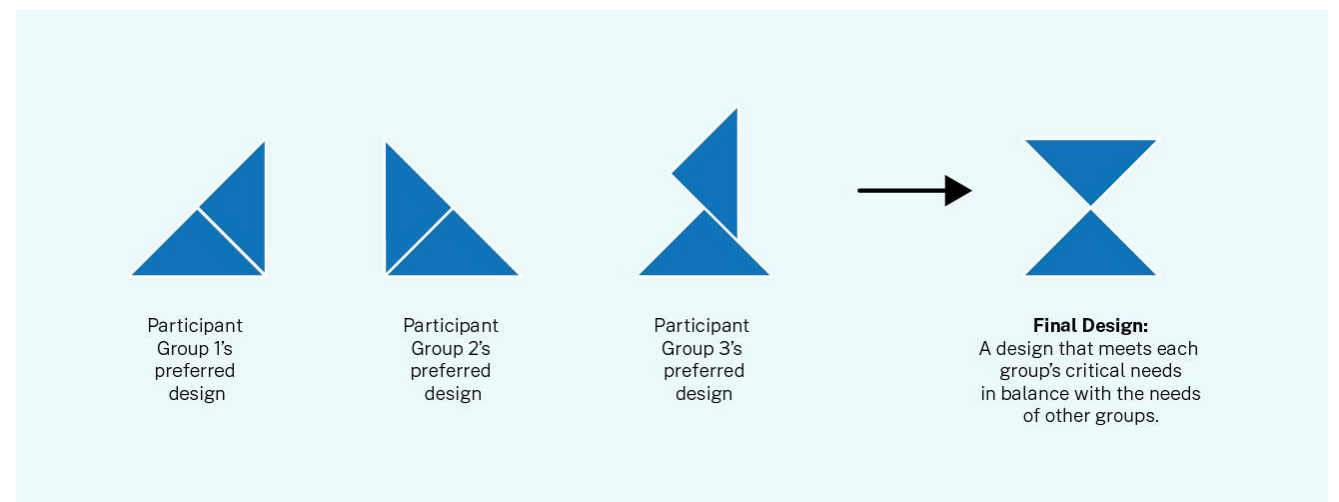 Participant
Group 1's
preferred
design
Participant
Group 2's
preferred
design
Participant
Group 3's
preferred
design
Final Design:
A design that meets each
group's critical needs
in balance with the needs
of other groups.